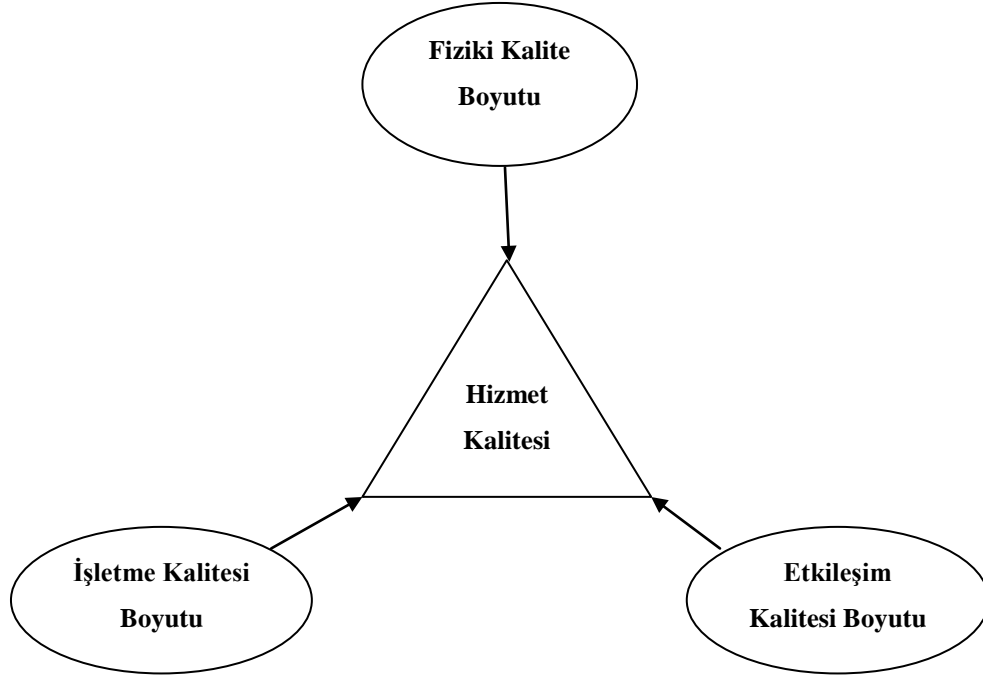 Fiziki Kalite
Boyutu
Hizmet
Kalitesi
İşletme Kalitesi
Boyutu
Etkileşim
Kalitesi Boyutu